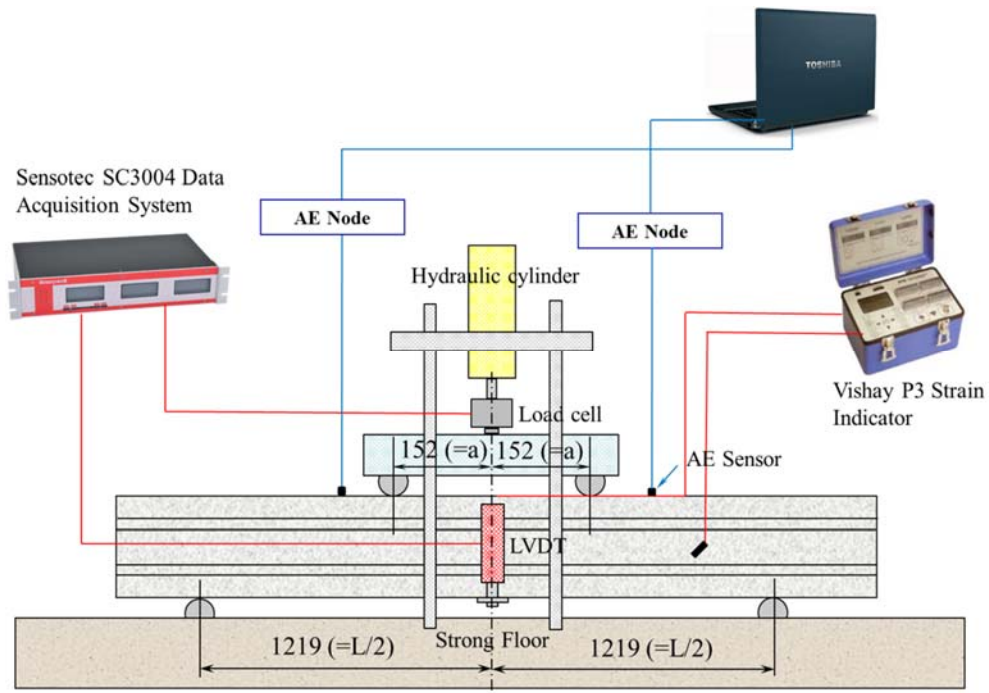 TOSHIBA
Sensotec SC3004 Data
Acquisition System
AE Node
AE Node
Hydraulic cylinder
Vishay P3 Strain
Indicator
Load cell
152 (=a)
152 (=a)
AE Sensor
LVDT
Strong Floor
1219 (=L/2)
1219 (=L/2)